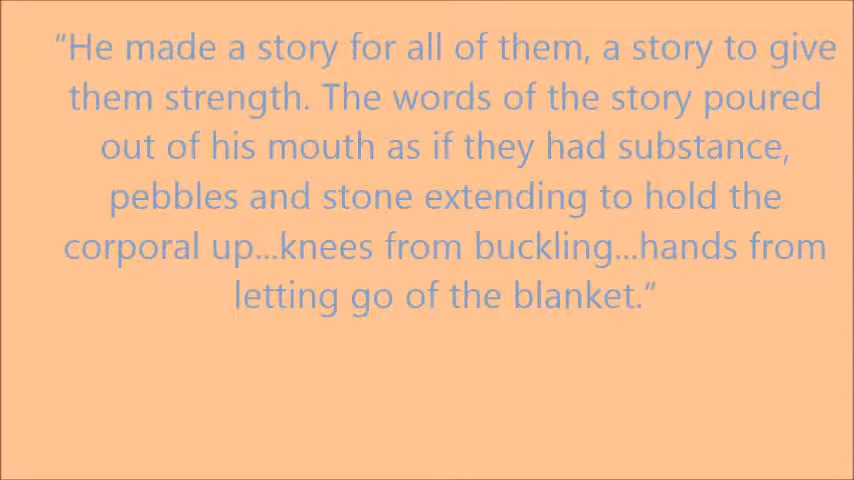 “He made a story for all of them, a story to give
them strength. The words of the story poured
out of his mouth as if they had substance,
pebbles and stone extending to hold the
corporal up...knees from buckling...hands from
letting go of the blanket.”